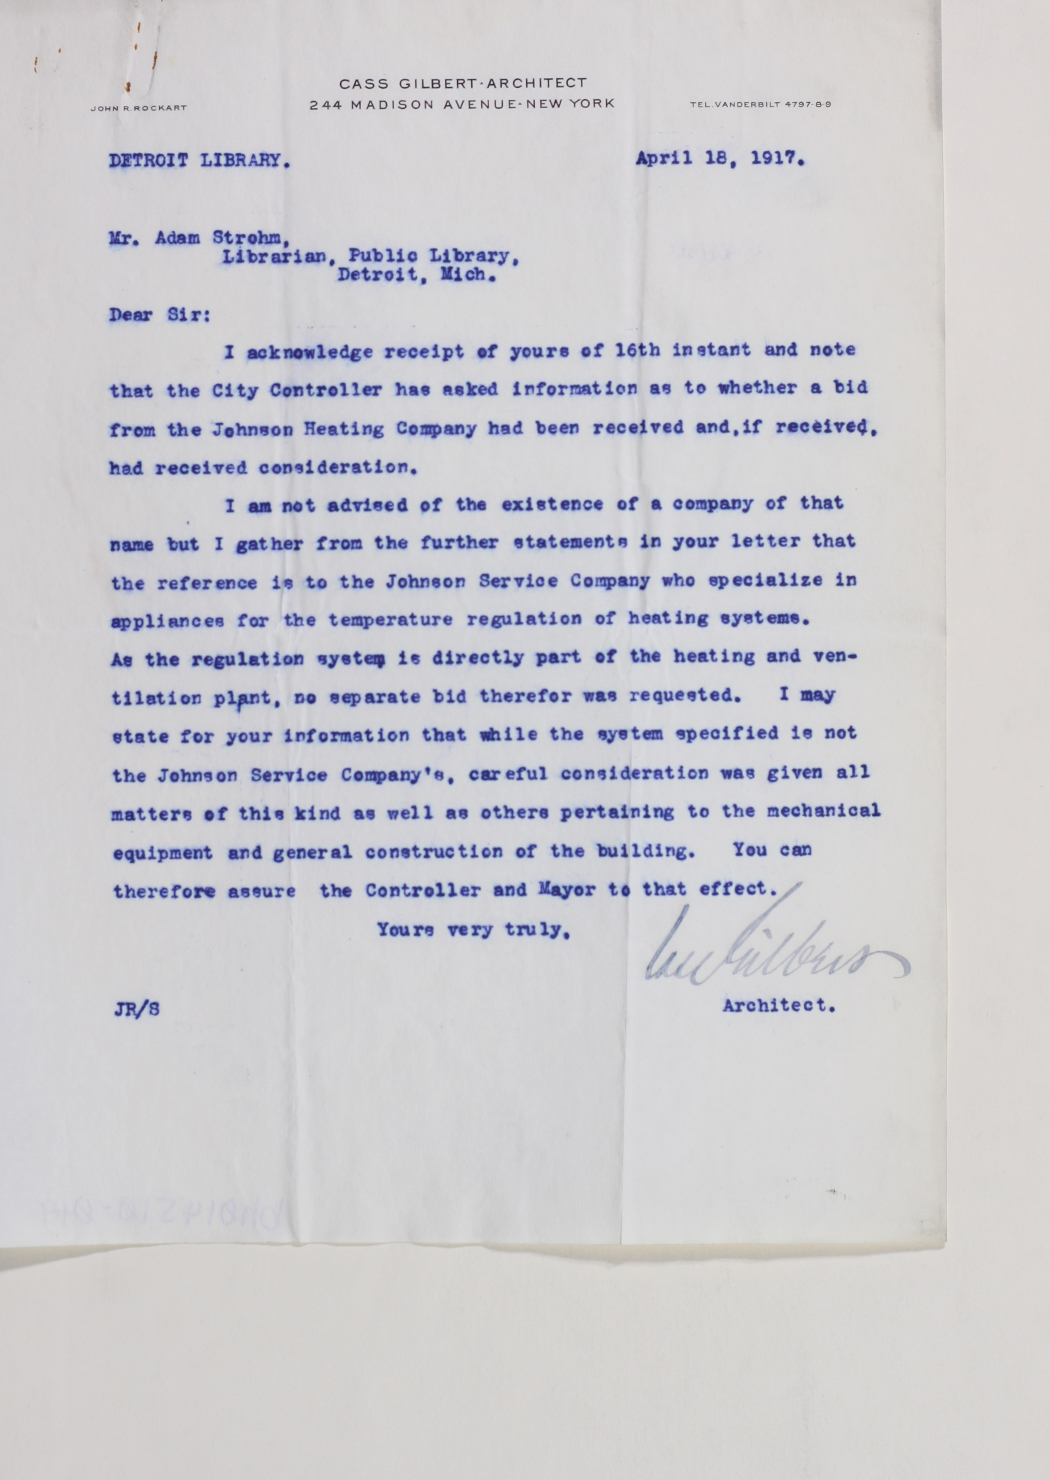 CASS GILBERT·ARCHITECT
JOHN R. ROCKART 244 MADISON AVENUE·NEW YORK TEL. VANDERBILT 4797-8-9
DETROIT LIBRARY. April 18, 1917.
Mr. Adam Strohm,
Librarian, Public Library,
Detroit, Mich.
Dear Sir:
I acknowledge receipt of yours of 16th instant and note
that the City Controller has asked information as to whether a bid
from the Johnson Heating Company had been received and, if received,
had received consideration.
I am not advised of the existence of a company of that
name but I gather from the further statements in your letter that
the reference is to the Johnson Service Company who specialize in
appliances for the temperature regulation of heating systems.
As the regulation system is directly part of the heating and ven-
tilation plant, no separate bid therefor was requested. I may
state for your information that while the system specified is not
the Johnson Service Company's, careful consideration was given all
matters of this kind as well as others pertaining to the mechanical
equipment and general construction of the building. You can
therefore assure the Controller and Mayor to that effect.
Yours very truly,
Cass Gilbert
JR/S Architect.